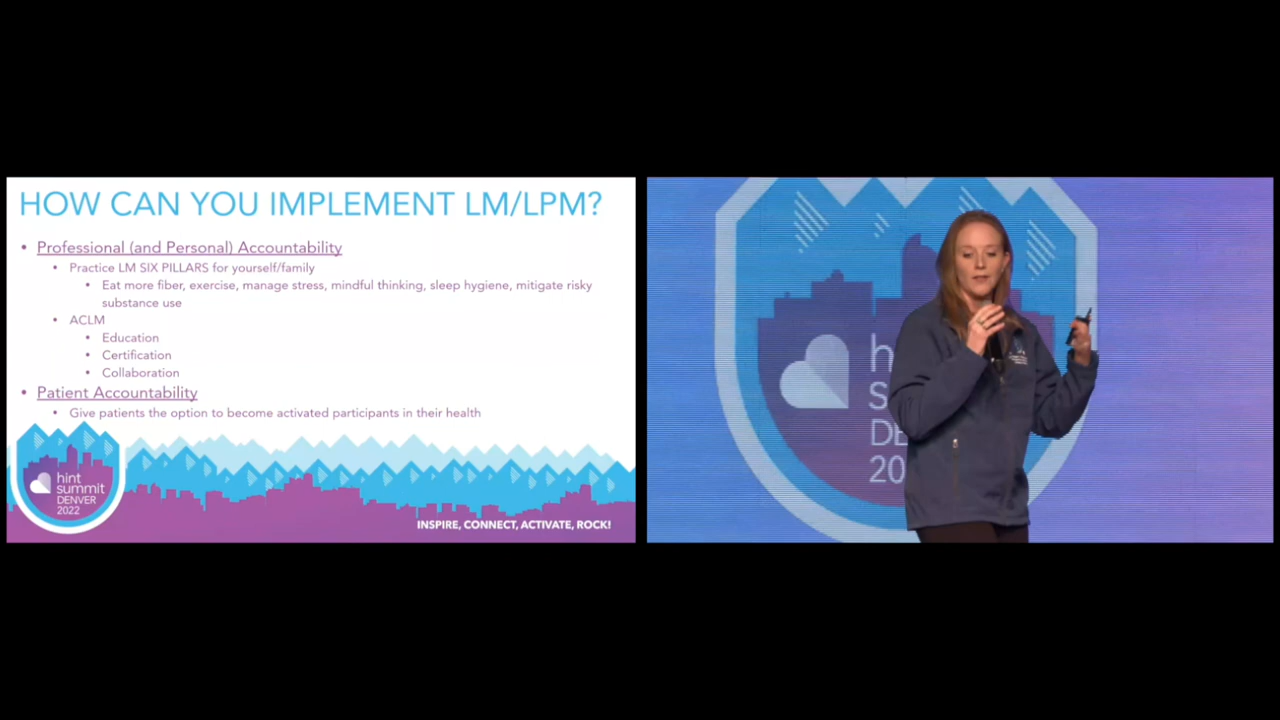 HOW CAN YOU IMPLEMENT LM/LPM?
• Professional (and Personal) Accountability
• Practice LM SIX PILLARS for yourself/family
• Eat more fiber, exercise, manage stress, mindful thinking, sleep hygiene, mitigate risky
substance use
• ACLM
• Education
• Certification
• Collaboration
• Patient Accountability
• Give patients the option to become activated participants in their health
hint
summit
DENVER
2022
INSPIRE, CONNECT, ACTIVATE, ROCK!
h
S
DE
20